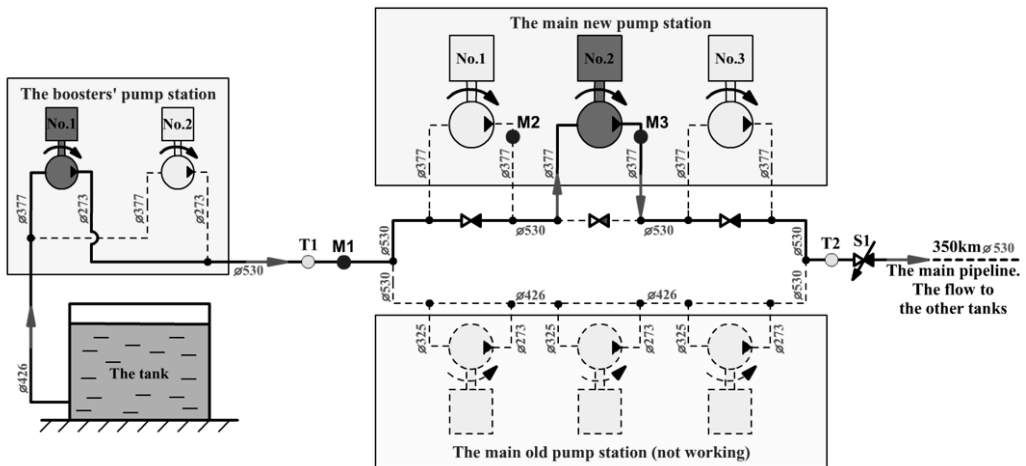 The main new pump station
No.1
No.2
No.3
The boosters' pump station
No.1
No.2
M2
M3
ø377
ø377
ø377
ø377
ø377
ø377
ø377
ø273
ø377
ø273
ø530
ø530
ø530
ø530
T1
M1
T2
S1
350km ø530
ø530
The main pipeline.
The flow to
the other tanks
ø530
ø530
ø426
ø426
ø325
ø273
ø325
ø273
ø325
ø273
ø426
The tank
The main old pump station (not working)